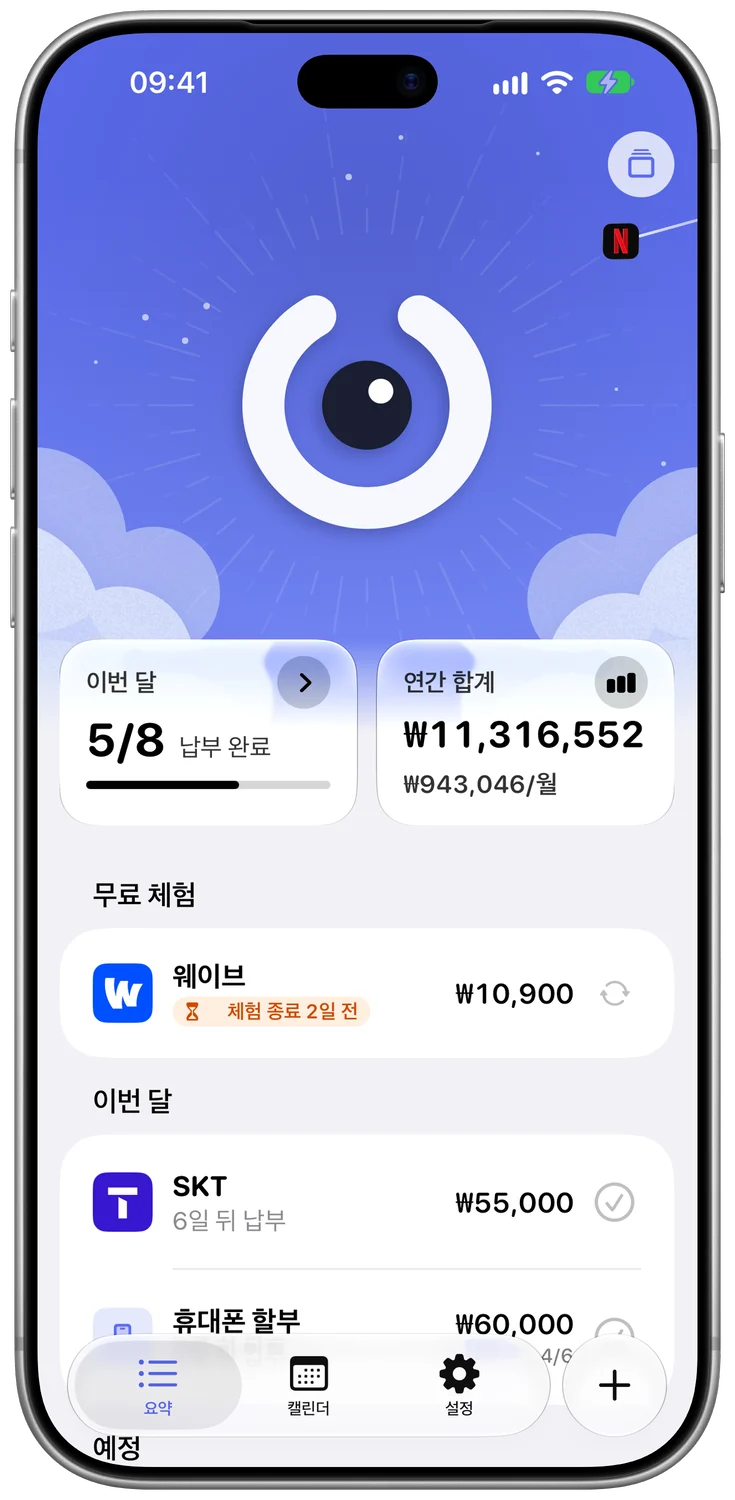 09:41
N
이번 달
5/8 납부 완료
연간 합계
₩11,316,552
₩943,046/월
무료 체험
W
웨이브
체험 종료 2일 전
₩10,900
이번 달
T
SKT
6일 뒤 납부
₩55,000
휴대폰 할부
₩60,000
4/6
요약
캘린더
설정
예정